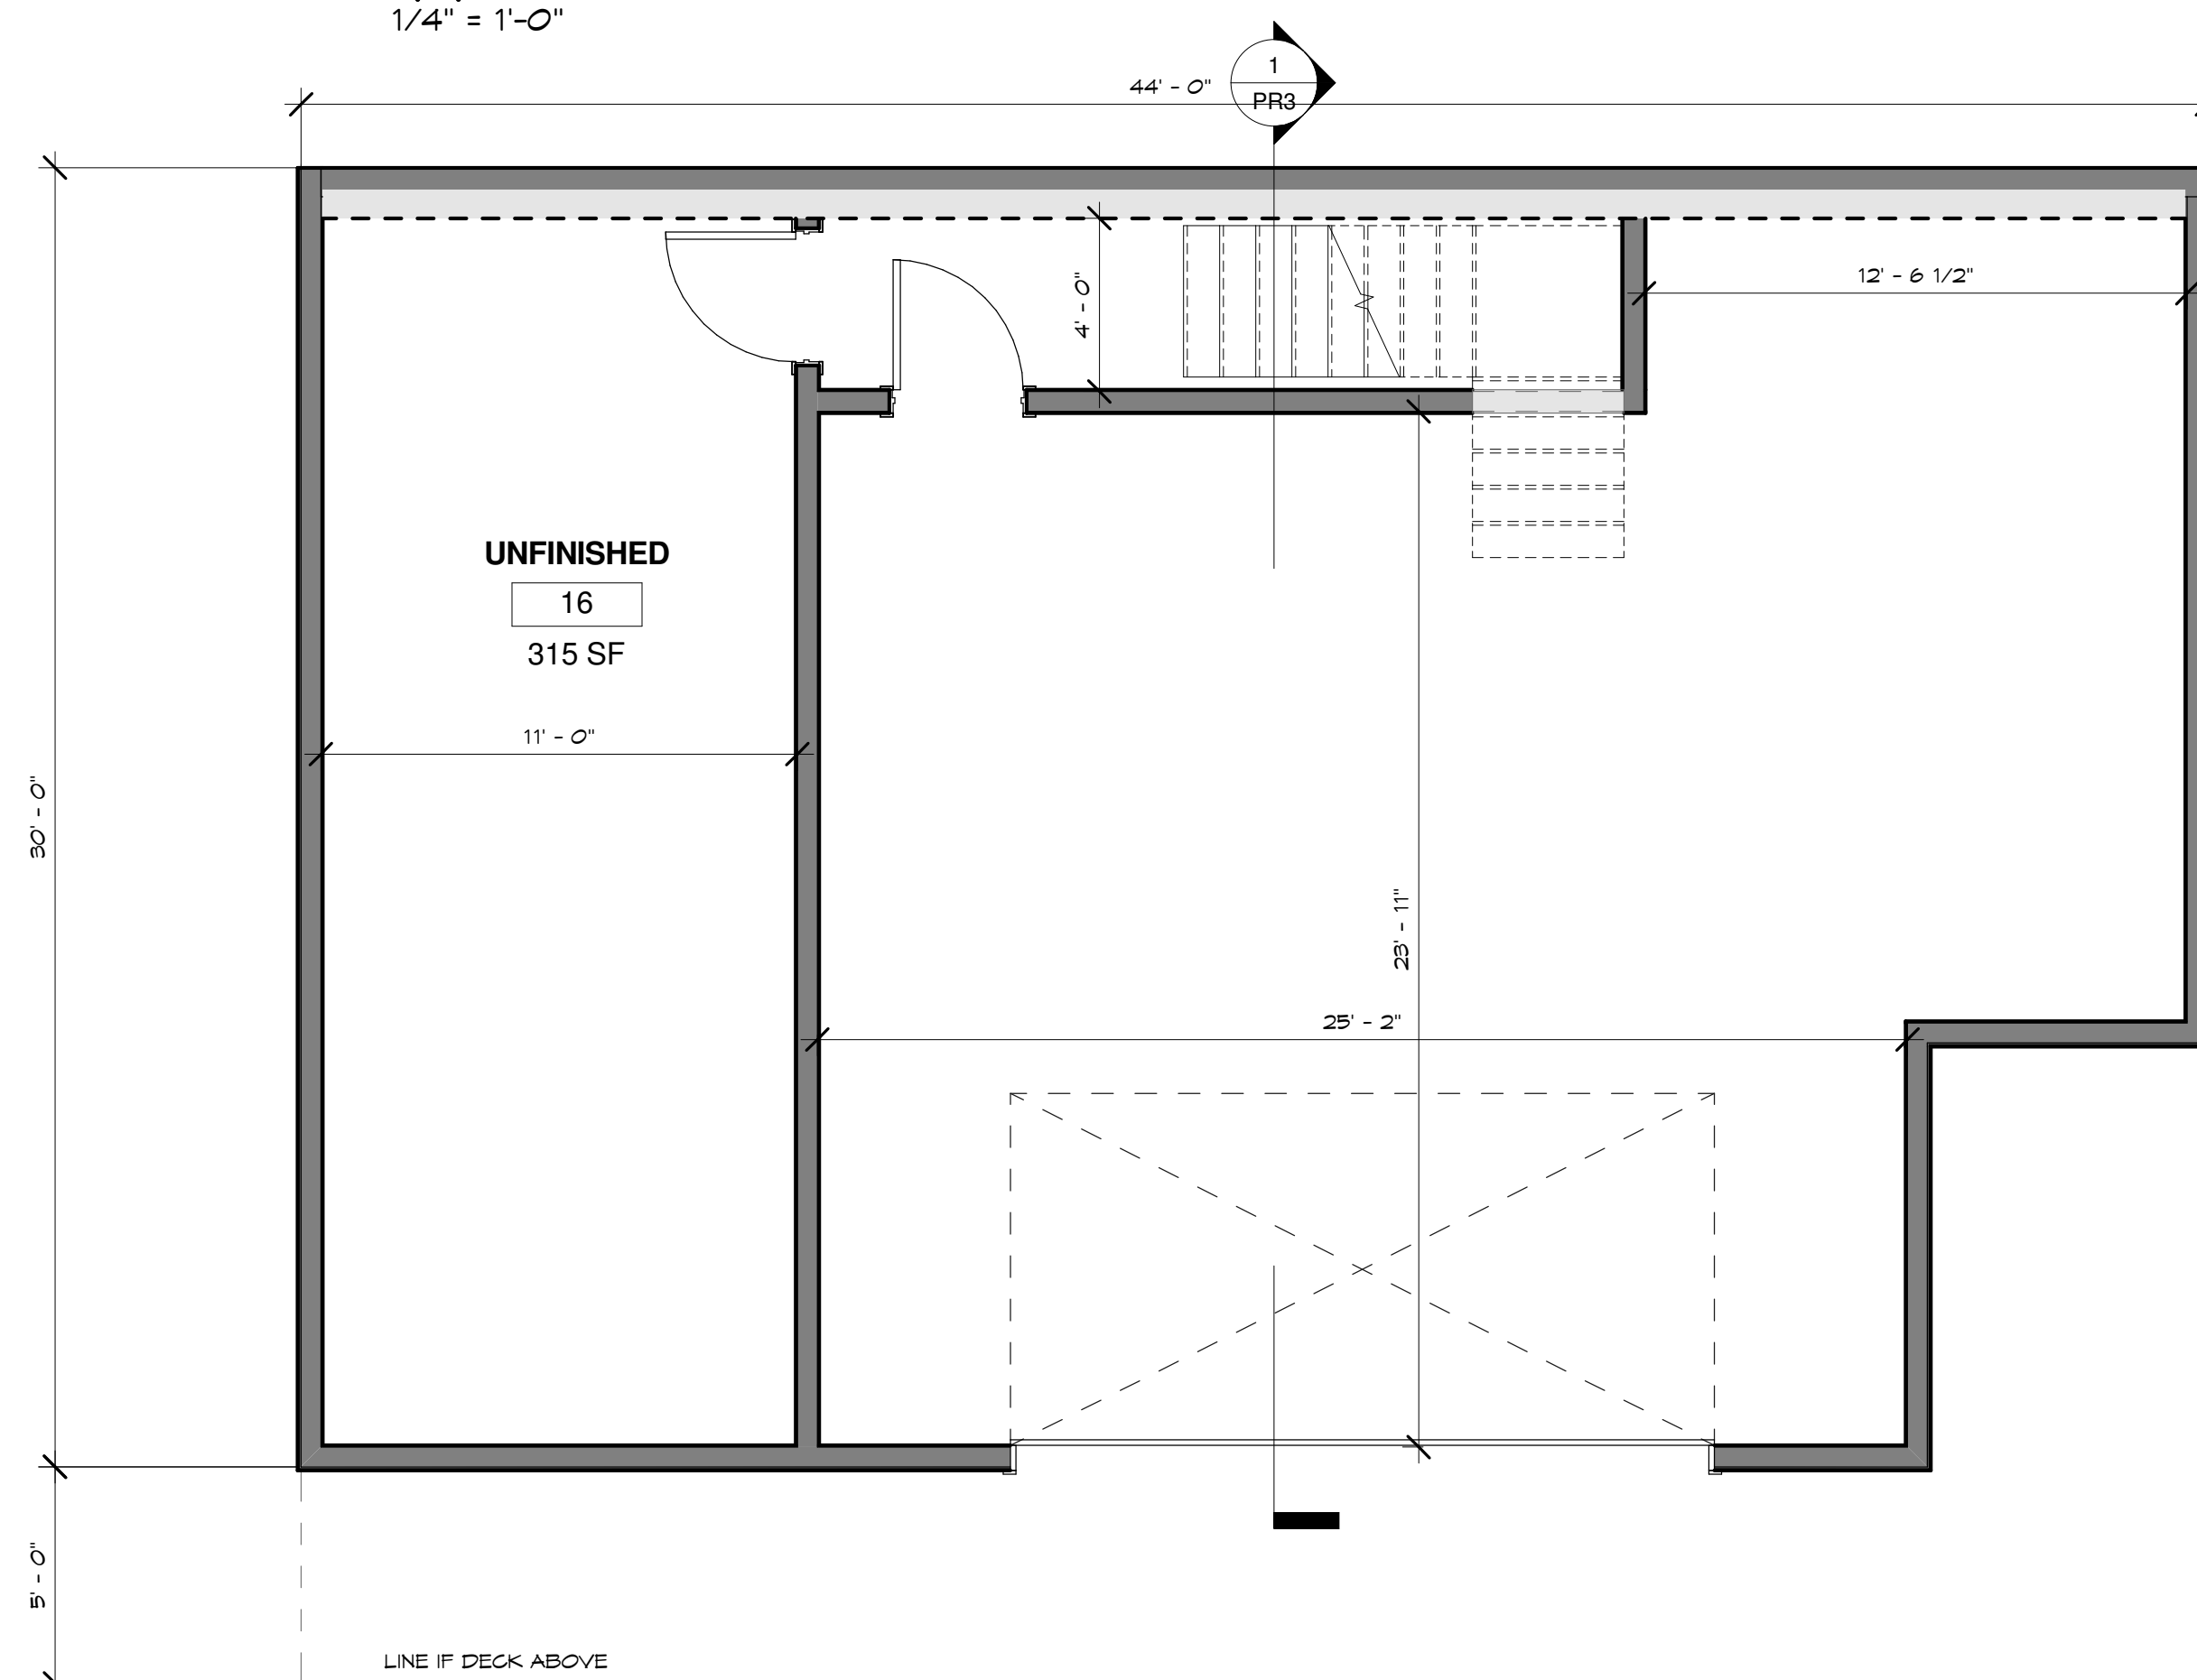 1/4" = 1'-0"
44' - 0"
1
PR3
12' - 6 1/2"
4' - 0"
UNFINISHED
16
315 SF
11' - 0"
30' - 0"
23' - 11"
25' - 2"
5' - 0"
LINE IF DECK ABOVE